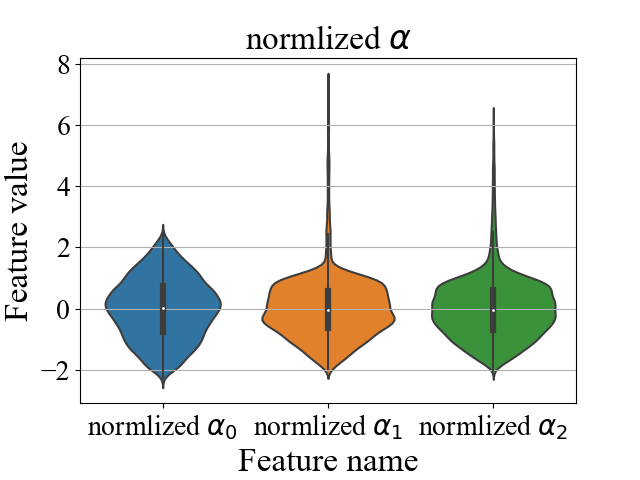 normlized α
8
6
4
2
0
−2
Feature value
normlized α₀ normlized α₁ normlized α₂
Feature name